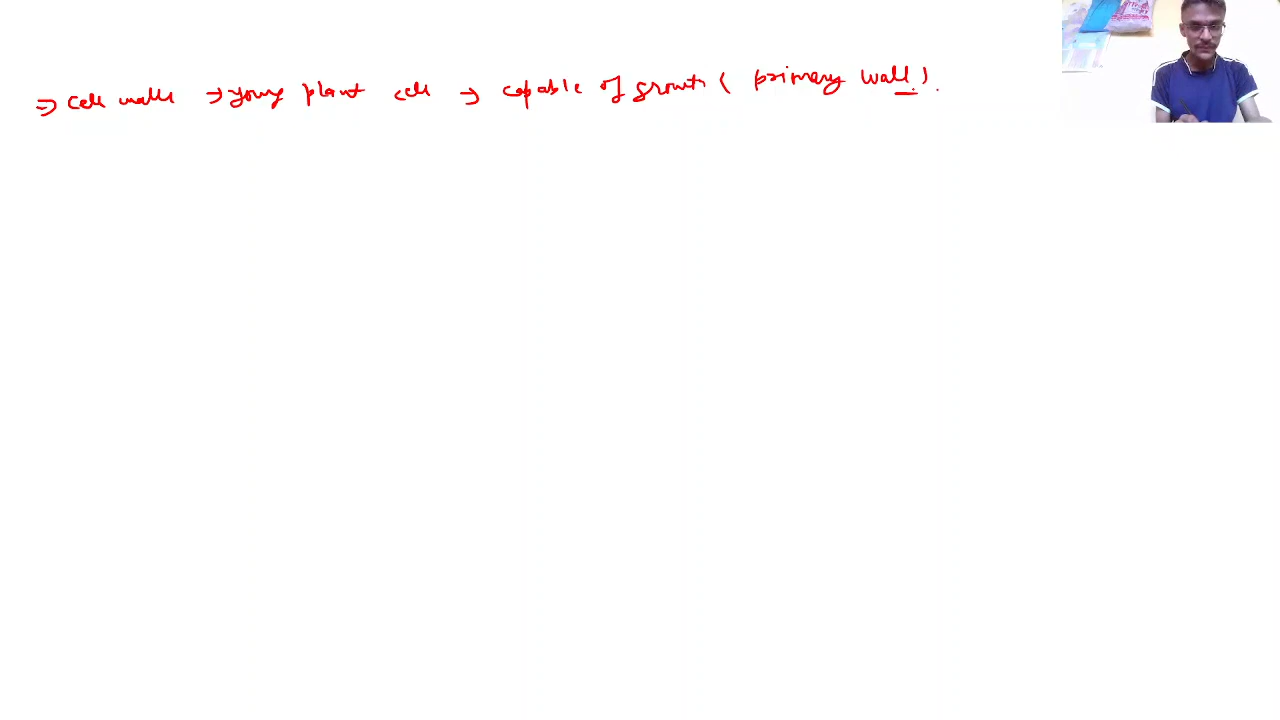 ⇒ cell walls → young plant cell → capable of growth ( primary wall ).